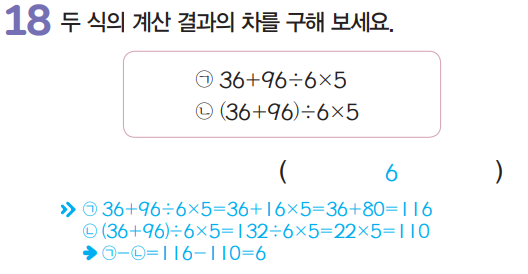 18 두 식의 계산 결과의 차를 구해 보세요.
㉠ 36+96÷6×5
㉡ (36+96)÷6×5
( 6 )
» ㉠ 36+96÷6×5=36+16×5=36+80=116
㉡ (36+96)÷6×5=132÷6×5=22×5=110
➔ ㉠-㉡=116-110=6